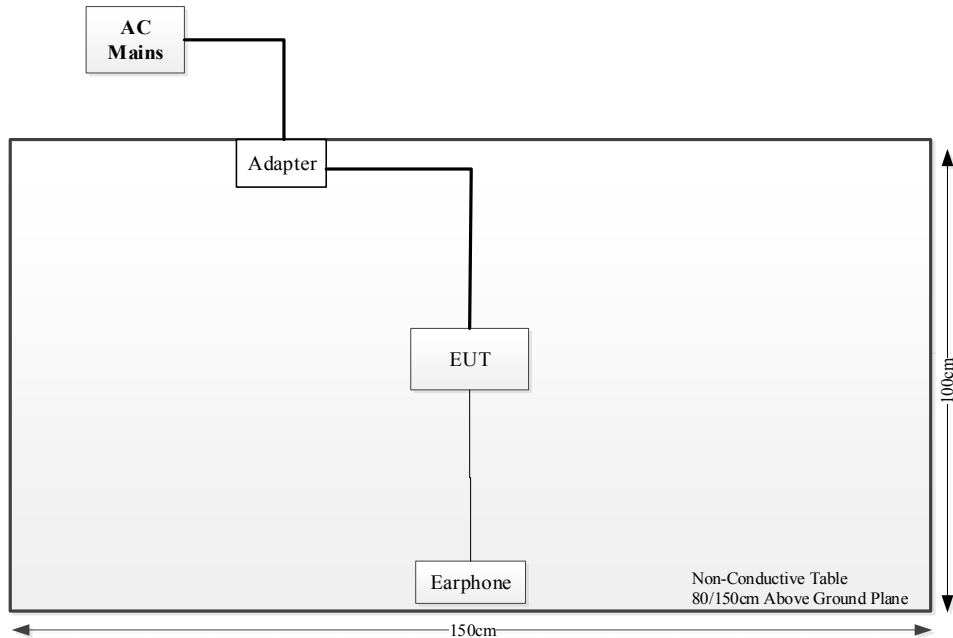 AC
Mains
Adapter
EUT
100cm
Earphone
Non-Conductive Table
80/150cm Above Ground Plane
150cm